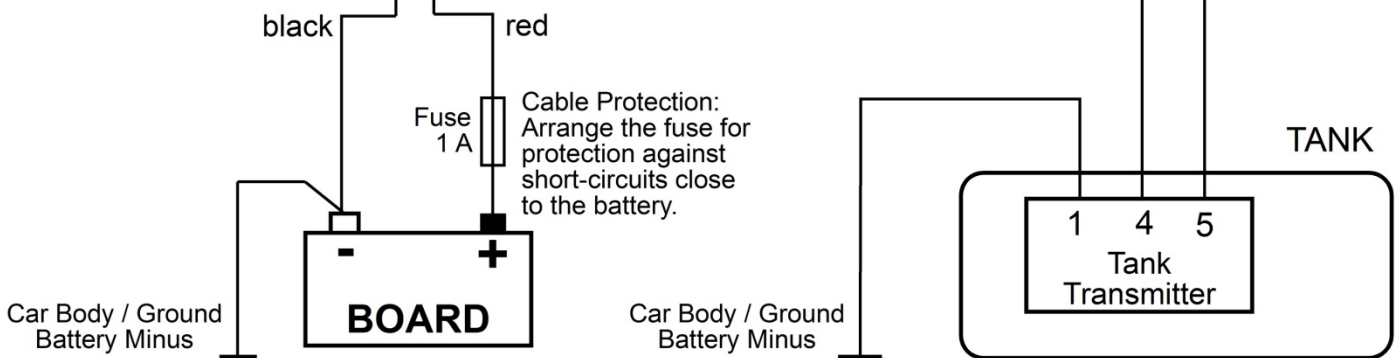 black
red
Fuse
1 A
Cable Protection:
Arrange the fuse for
protection against
short-circuits close
to the battery.
- +
BOARD
Car Body / Ground
Battery Minus
Car Body / Ground
Battery Minus
TANK
1 4 5
Tank
Transmitter